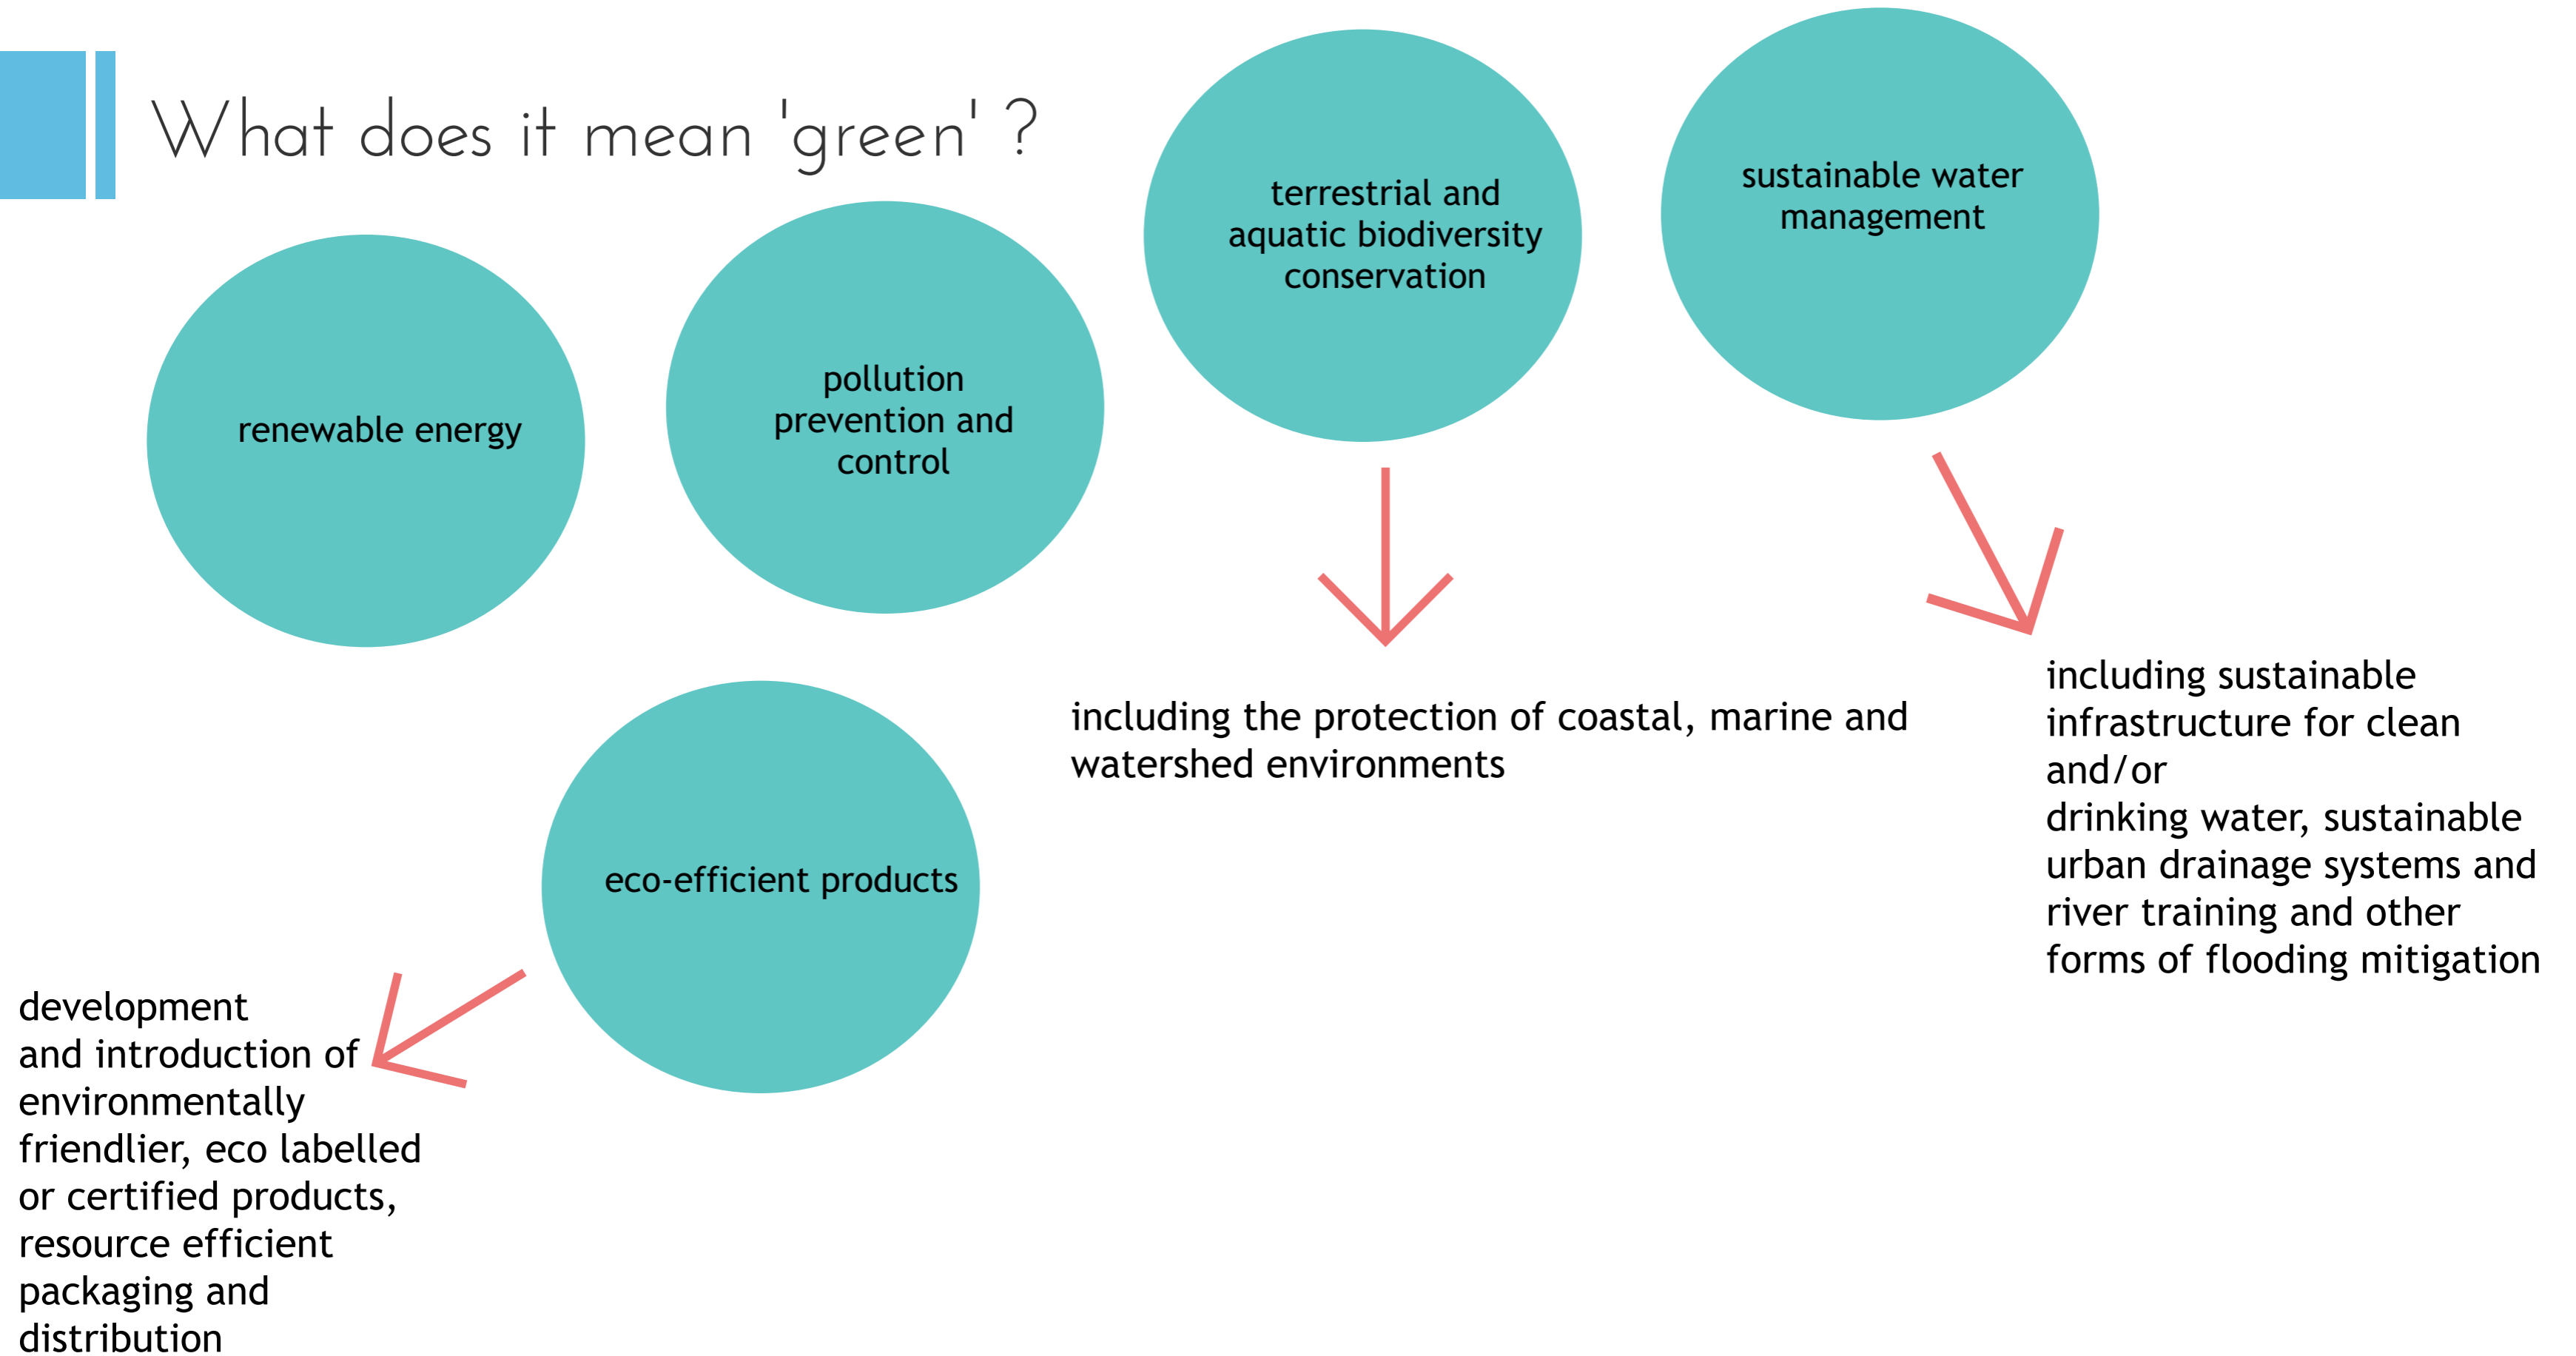 What does it mean 'green' ?
renewable energy
pollution
prevention and
control
terrestrial and
aquatic biodiversity
conservation
sustainable water
management
including the protection of coastal, marine and
watershed environments
including sustainable
infrastructure for clean
and/or
drinking water, sustainable
urban drainage systems and
river training and other
forms of flooding mitigation
eco-efficient products
development
and introduction of
environmentally
friendlier, eco labelled
or certified products,
resource efficient
packaging and
distribution